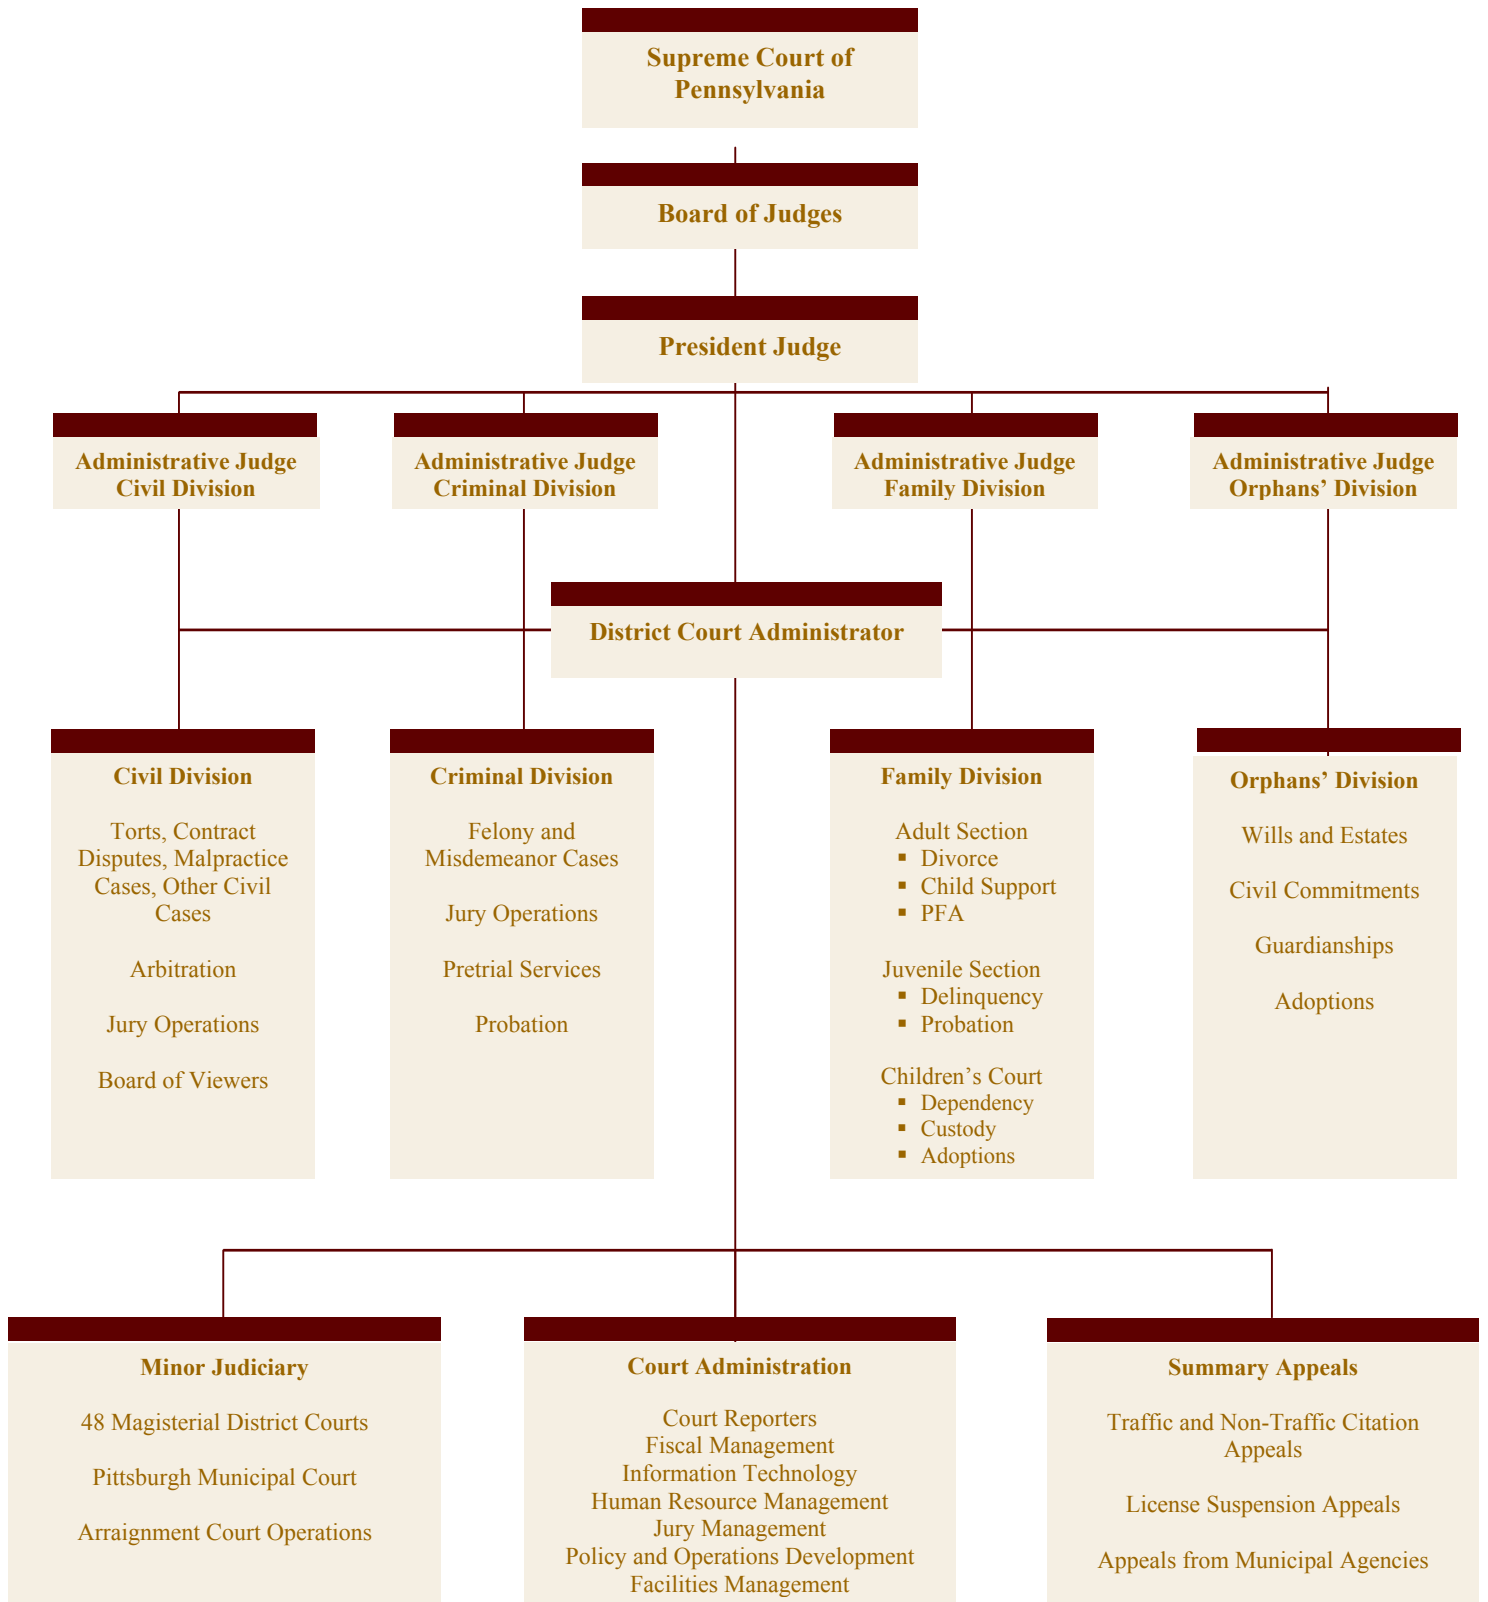 Supreme Court of
Pennsylvania
Board of Judges
President Judge
Administrative Judge
Civil Division
Administrative Judge
Criminal Division
Administrative Judge
Family Division
Administrative Judge
Orphans’ Division
District Court Administrator
Civil Division
Torts, Contract
Disputes, Malpractice
Cases, Other Civil
Cases
Arbitration
Jury Operations
Board of Viewers
Criminal Division
Felony and
Misdemeanor Cases
Jury Operations
Pretrial Services
Probation
Family Division
Adult Section
▪ Divorce
▪ Child Support
▪ PFA
Juvenile Section
▪ Delinquency
▪ Probation
Children’s Court
▪ Dependency
▪ Custody
▪ Adoptions
Orphans’ Division
Wills and Estates
Civil Commitments
Guardianships
Adoptions
Minor Judiciary
48 Magisterial District Courts
Pittsburgh Municipal Court
Arraignment Court Operations
Court Administration
Court Reporters
Fiscal Management
Information Technology
Human Resource Management
Jury Management
Policy and Operations Development
Facilities Management
Summary Appeals
Traffic and Non-Traffic Citation
Appeals
License Suspension Appeals
Appeals from Municipal Agencies